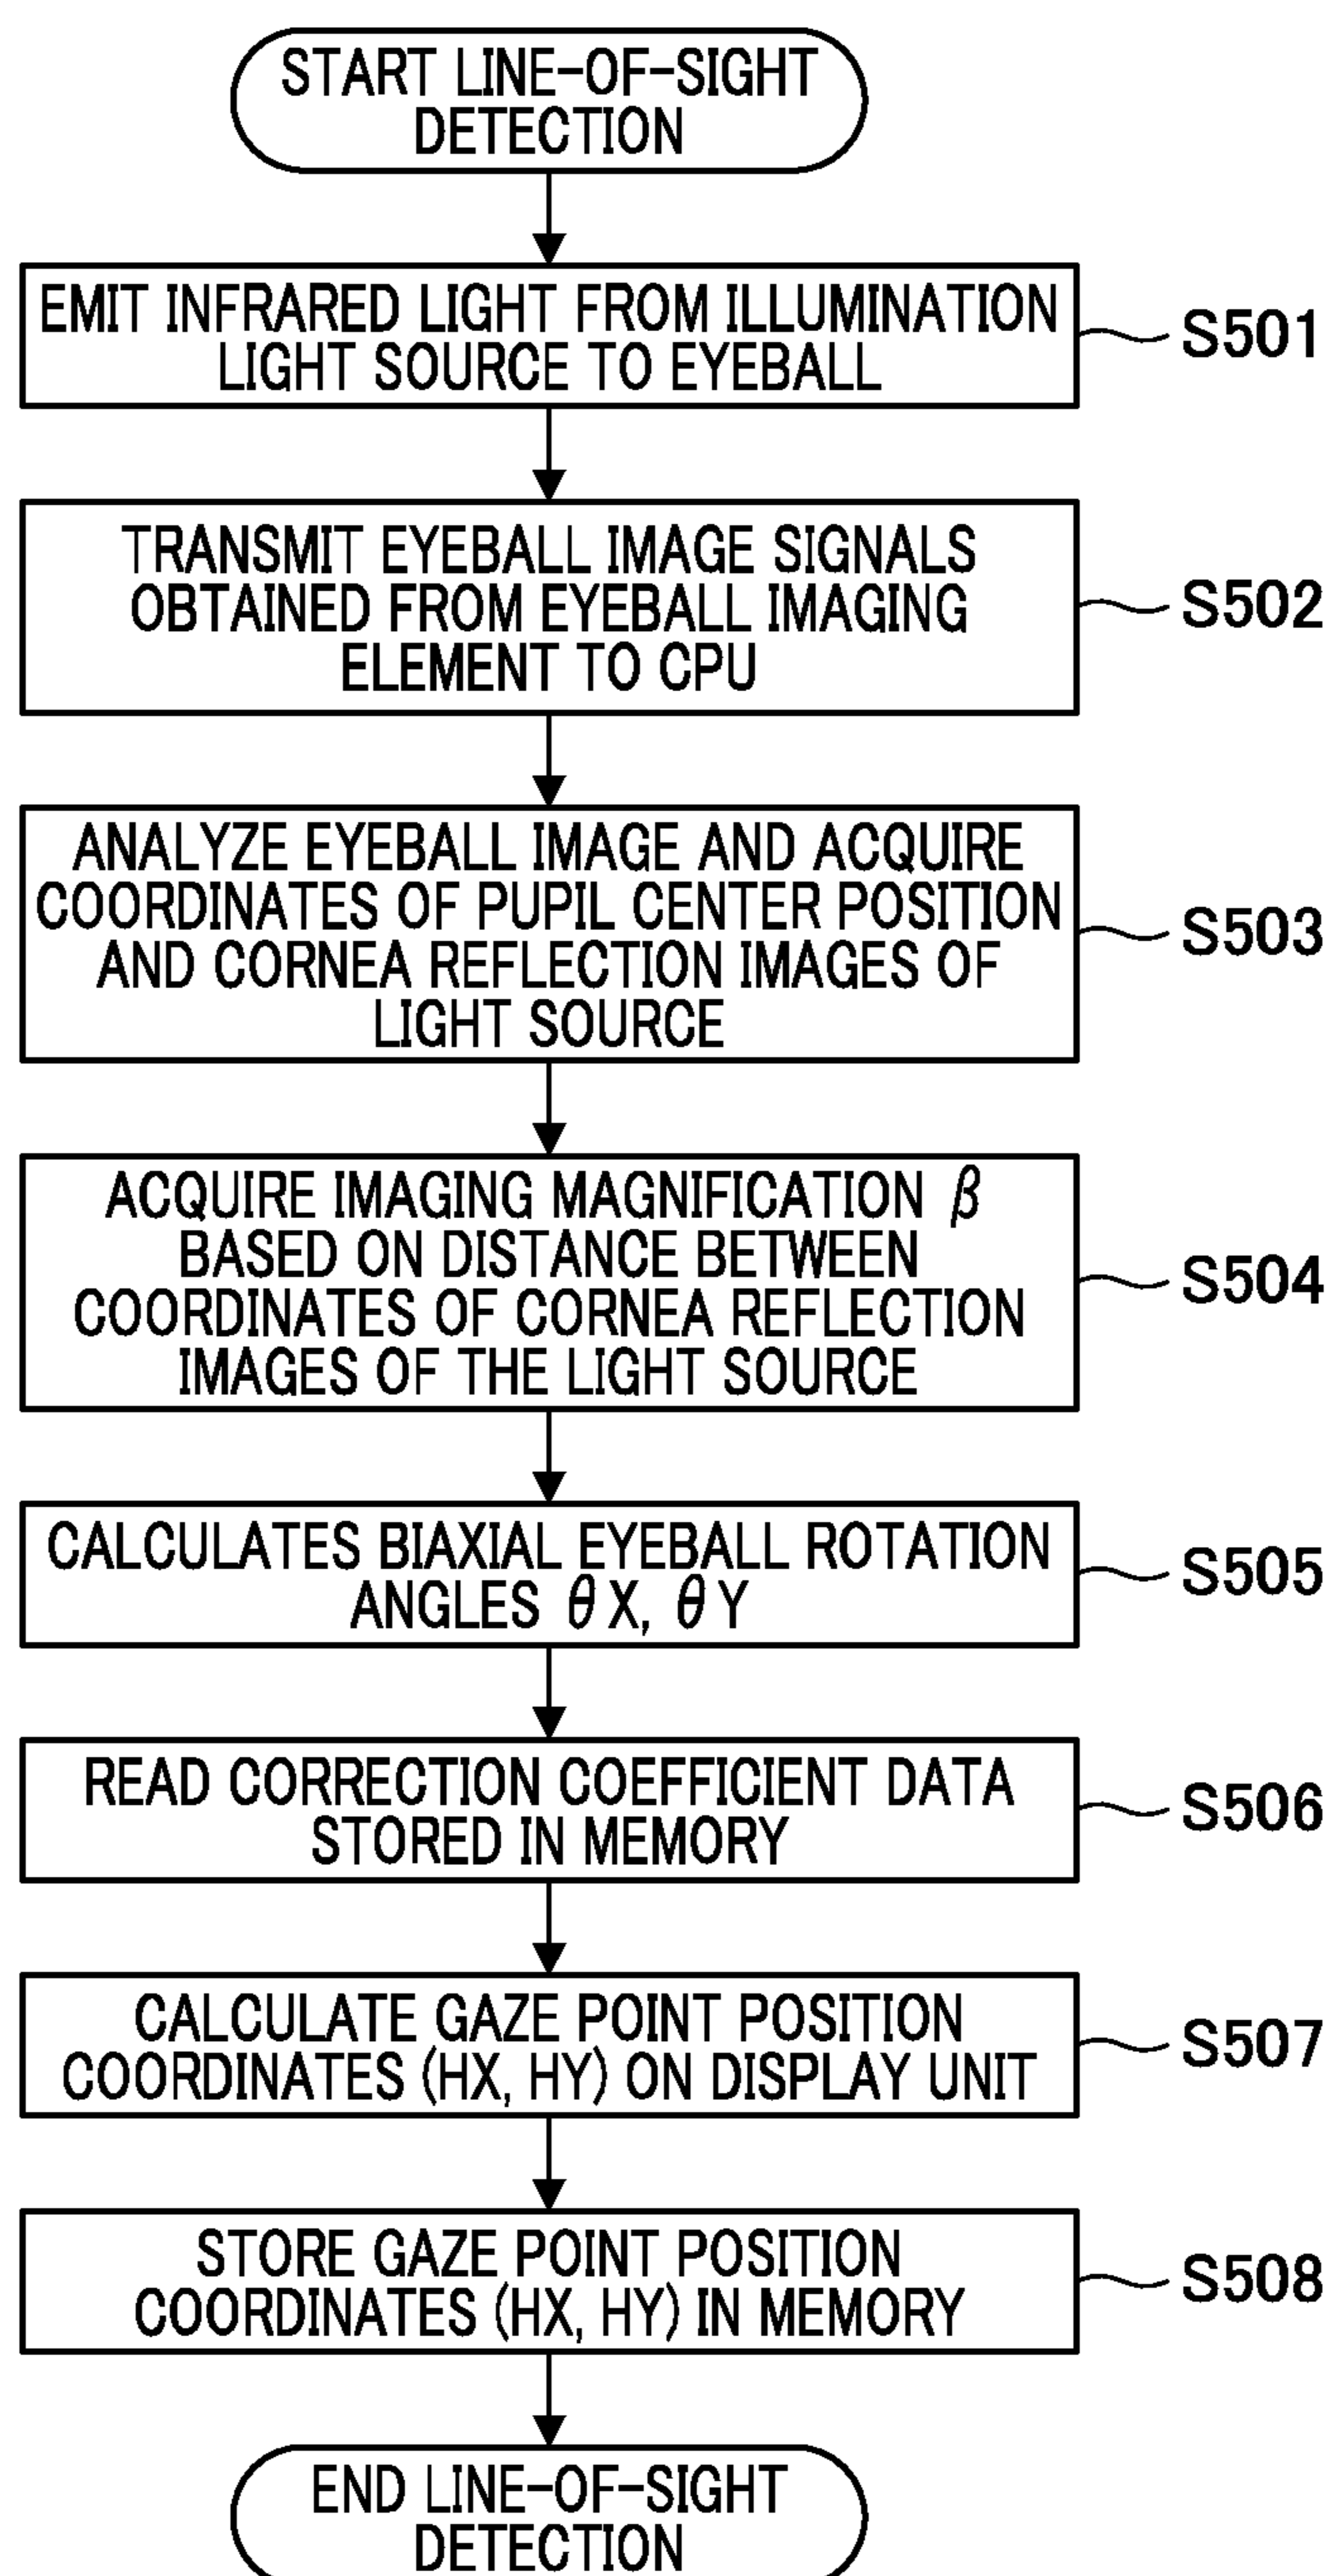 START LINE-OF-SIGHT
DETECTION
EMIT INFRARED LIGHT FROM ILLUMINATION
LIGHT SOURCE TO EYEBALL
S501
TRANSMIT EYEBALL IMAGE SIGNALS
OBTAINED FROM EYEBALL IMAGING
ELEMENT TO CPU
S502
ANALYZE EYEBALL IMAGE AND ACQUIRE
COORDINATES OF PUPIL CENTER POSITION
AND CORNEA REFLECTION IMAGES OF
LIGHT SOURCE
S503
ACQUIRE IMAGING MAGNIFICATION β
BASED ON DISTANCE BETWEEN
COORDINATES OF CORNEA REFLECTION
IMAGES OF THE LIGHT SOURCE
S504
CALCULATES BIAXIAL EYEBALL ROTATION
ANGLES θX, θY
S505
READ CORRECTION COEFFICIENT DATA
STORED IN MEMORY
S506
CALCULATE GAZE POINT POSITION
COORDINATES (HX, HY) ON DISPLAY UNIT
S507
STORE GAZE POINT POSITION
COORDINATES (HX, HY) IN MEMORY
S508
END LINE-OF-SIGHT
DETECTION